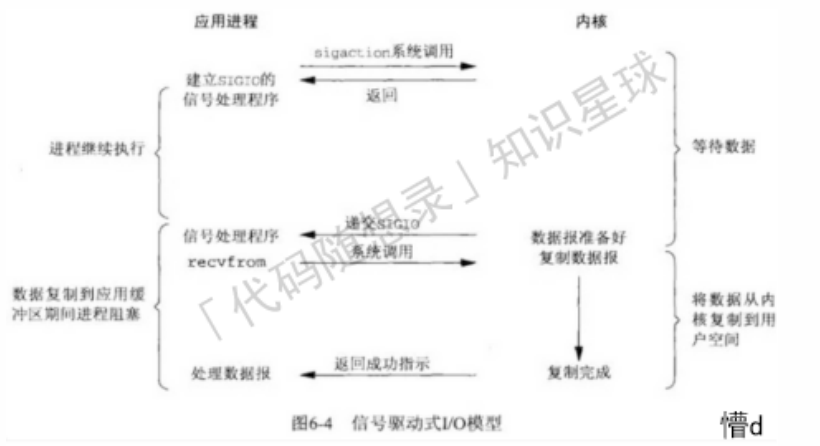 应用进程
内核
sigaction系统调用
建立SIGIO的
信号处理程序
返回
进程继续执行
等待数据
递交SIGIO
信号处理程序
数据报准备好
recvfrom
系统调用
复制数据报
数据复制到应用缓
冲区期间进程阻塞
将数据从内
核复制到用
户空间
返回成功指示
处理数据报
复制完成
图6-4 信号驱动式I/O模型
懵d
「代码随想录」知识星球